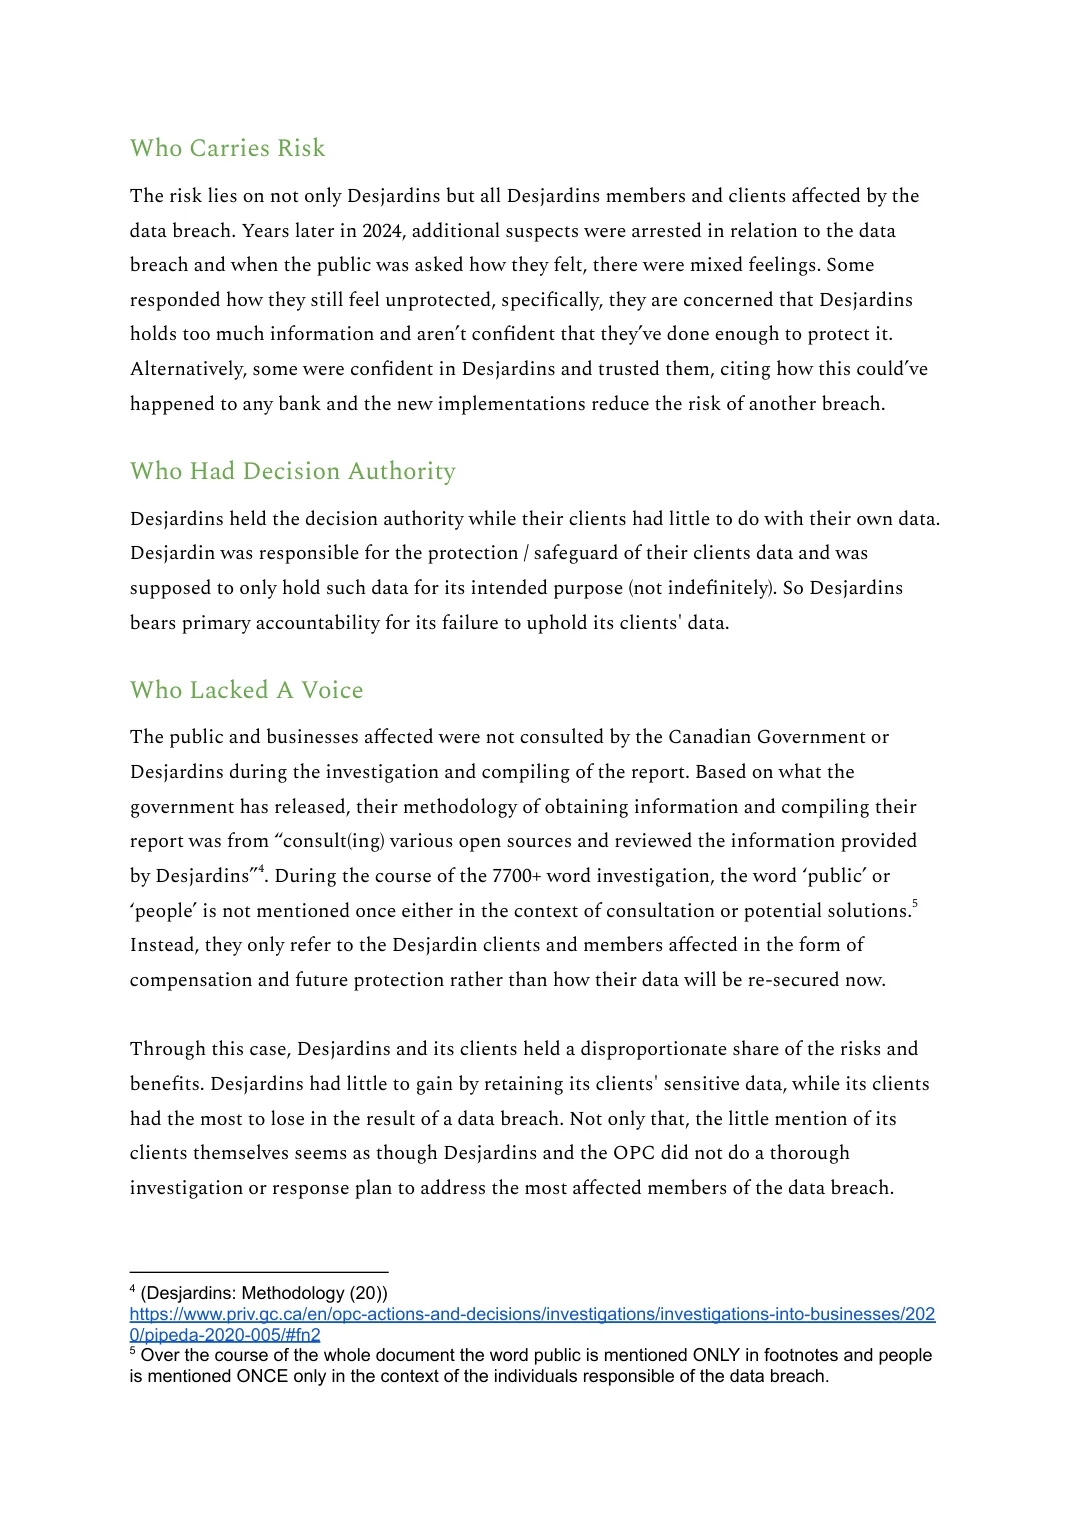 Who Carries Risk
The risk lies on not only Desjardins but all Desjardins members and clients affected by the
data breach. Years later in 2024, additional suspects were arrested in relation to the data
breach and when the public was asked how they felt, there were mixed feelings. Some
responded how they still feel unprotected, specifically, they are concerned that Desjardins
holds too much information and aren’t confident that they’ve done enough to protect it.
Alternatively, some were confident in Desjardins and trusted them, citing how this could’ve
happened to any bank and the new implementations reduce the risk of another breach.
Who Had Decision Authority
Desjardins held the decision authority while their clients had little to do with their own data.
Desjardin was responsible for the protection / safeguard of their clients data and was
supposed to only hold such data for its intended purpose (not indefinitely). So Desjardins
bears primary accountability for its failure to uphold its clients' data.
Who Lacked A Voice
The public and businesses affected were not consulted by the Canadian Government or
Desjardins during the investigation and compiling of the report. Based on what the
government has released, their methodology of obtaining information and compiling their
report was from “consult(ing) various open sources and reviewed the information provided
by Desjardins”4. During the course of the 7700+ word investigation, the word ‘public’ or
‘people’ is not mentioned once either in the context of consultation or potential solutions.5
Instead, they only refer to the Desjardin clients and members affected in the form of
compensation and future protection rather than how their data will be re-secured now.
Through this case, Desjardins and its clients held a disproportionate share of the risks and
benefits. Desjardins had little to gain by retaining its clients' sensitive data, while its clients
had the most to lose in the result of a data breach. Not only that, the little mention of its
clients themselves seems as though Desjardins and the OPC did not do a thorough
investigation or response plan to address the most affected members of the data breach.
4 (Desjardins: Methodology (20))
https://www.priv.gc.ca/en/opc-actions-and-decisions/investigations/investigations-into-businesses/202
0/pipeda-2020-005/#fn2
5 Over the course of the whole document the word public is mentioned ONLY in footnotes and people
is mentioned ONCE only in the context of the individuals responsible of the data breach.